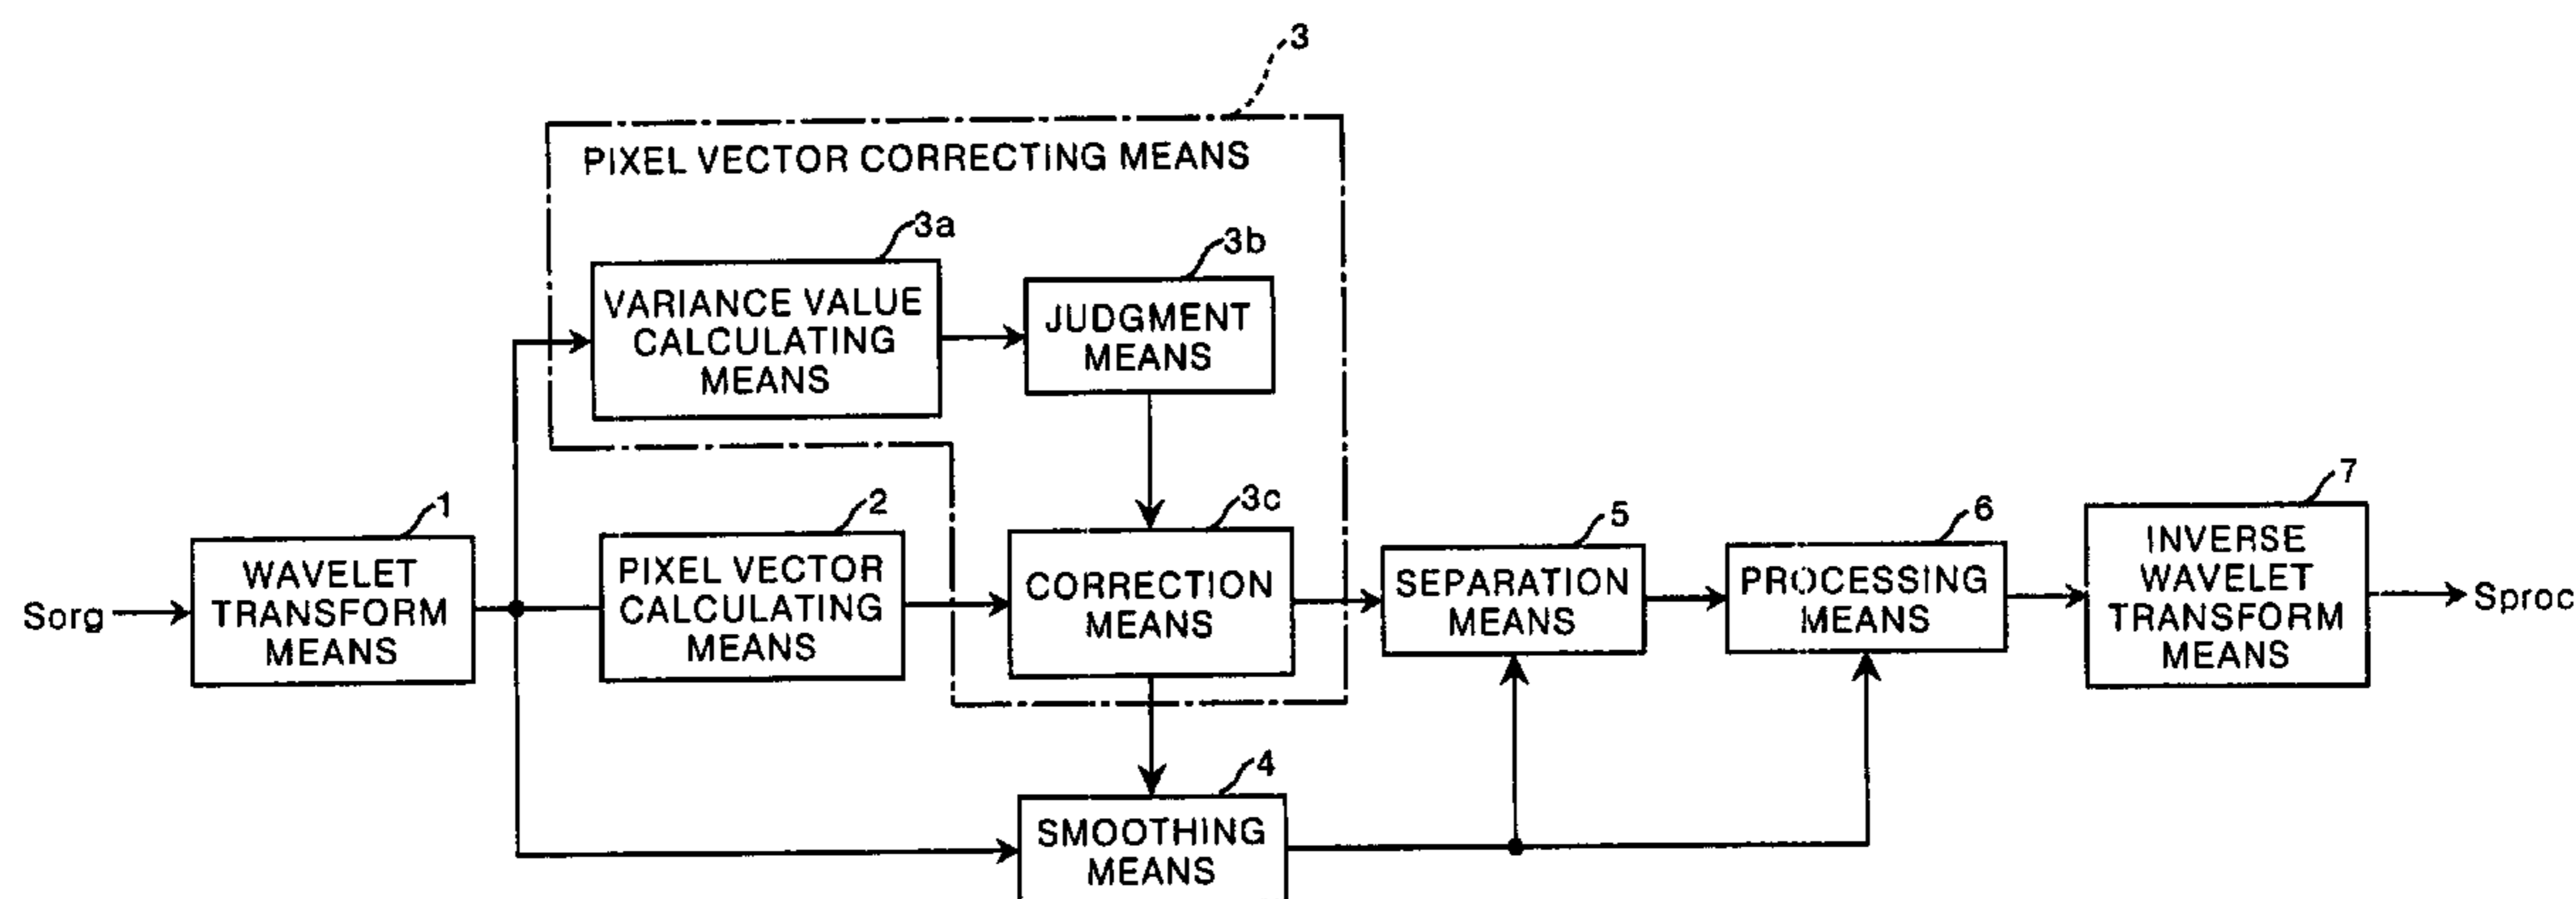 3
PIXEL VECTOR CORRECTING MEANS
3a
VARIANCE VALUE
CALCULATING
MEANS
3b
JUDGMENT
MEANS
Sorg
1
WAVELET
TRANSFORM
MEANS
2
PIXEL VECTOR
CALCULATING
MEANS
3c
CORRECTION
MEANS
4
SMOOTHING
MEANS
5
SEPARATION
MEANS
6
PROCESSING
MEANS
7
INVERSE
WAVELET
TRANSFORM
MEANS
Sproc